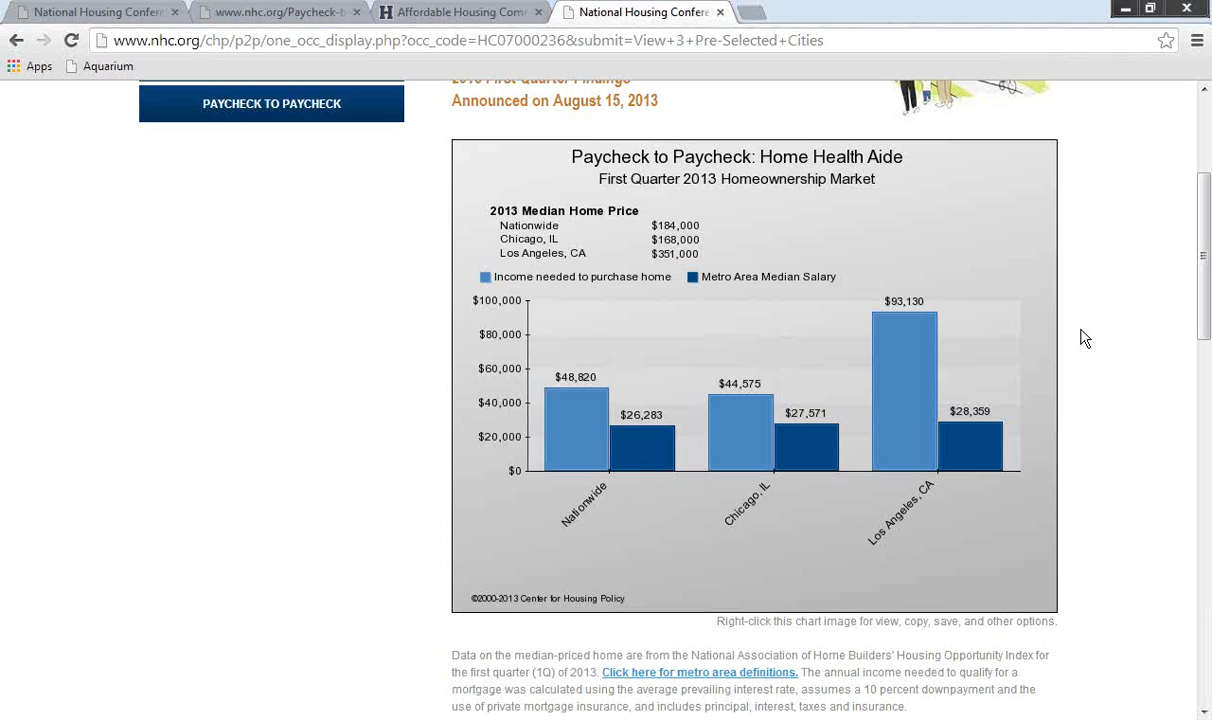 National Housing Confere
www.nhc.org/Paycheck-t
Affordable Housing Com
National Housing Confere
www.nhc.org/chp/p2p/one_occ_display.php?occ_code=HC07000236&submit=View+3+Pre-Selected+Cities
Apps Aquarium
2013 First Quarter Findings
PAYCHECK TO PAYCHECK
Announced on August 15, 2013
Paycheck to Paycheck: Home Health Aide
First Quarter 2013 Homeownership Market
2013 Median Home Price
Nationwide $184,000
Chicago, IL $168,000
Los Angeles, CA $351,000
Income needed to purchase home Metro Area Median Salary
$100,000
$80,000
$60,000
$40,000
$20,000
$0
$48,820
$26,283
$44,575
$27,571
$93,130
$28,359
Nationwide
Chicago, IL
Los Angeles, CA
©2000-2013 Center for Housing Policy
Right-click this chart image for view, copy, save, and other options.
Data on the median-priced home are from the National Association of Home Builders' Housing Opportunity Index for
the first quarter (1Q) of 2013. Click here for metro area definitions. The annual income needed to qualify for a
mortgage was calculated using the average prevailing interest rate, assumes a 10 percent downpayment and the
use of private mortgage insurance, and includes principal, interest, taxes and insurance.